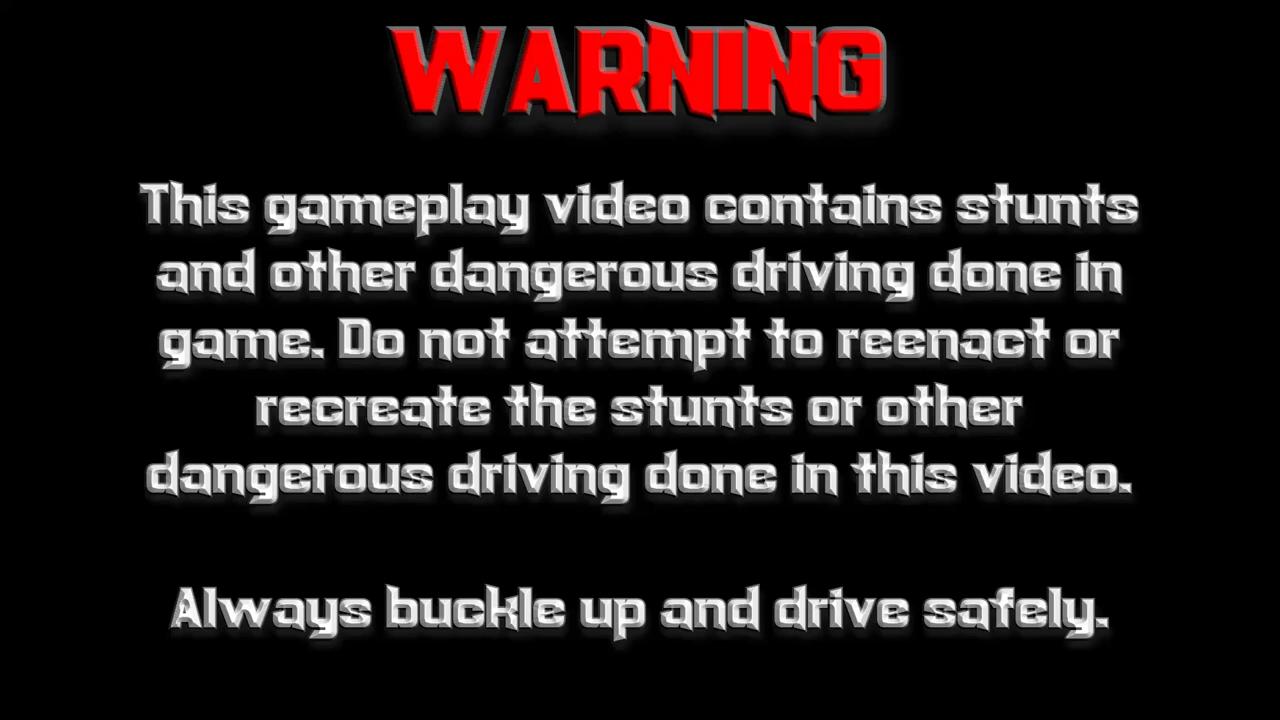 WARNING
This gameplay video contains stunts
and other dangerous driving done in
game. Do not attempt to reenact or
recreate the stunts or other
dangerous driving done in this video.
Always buckle up and drive safely.